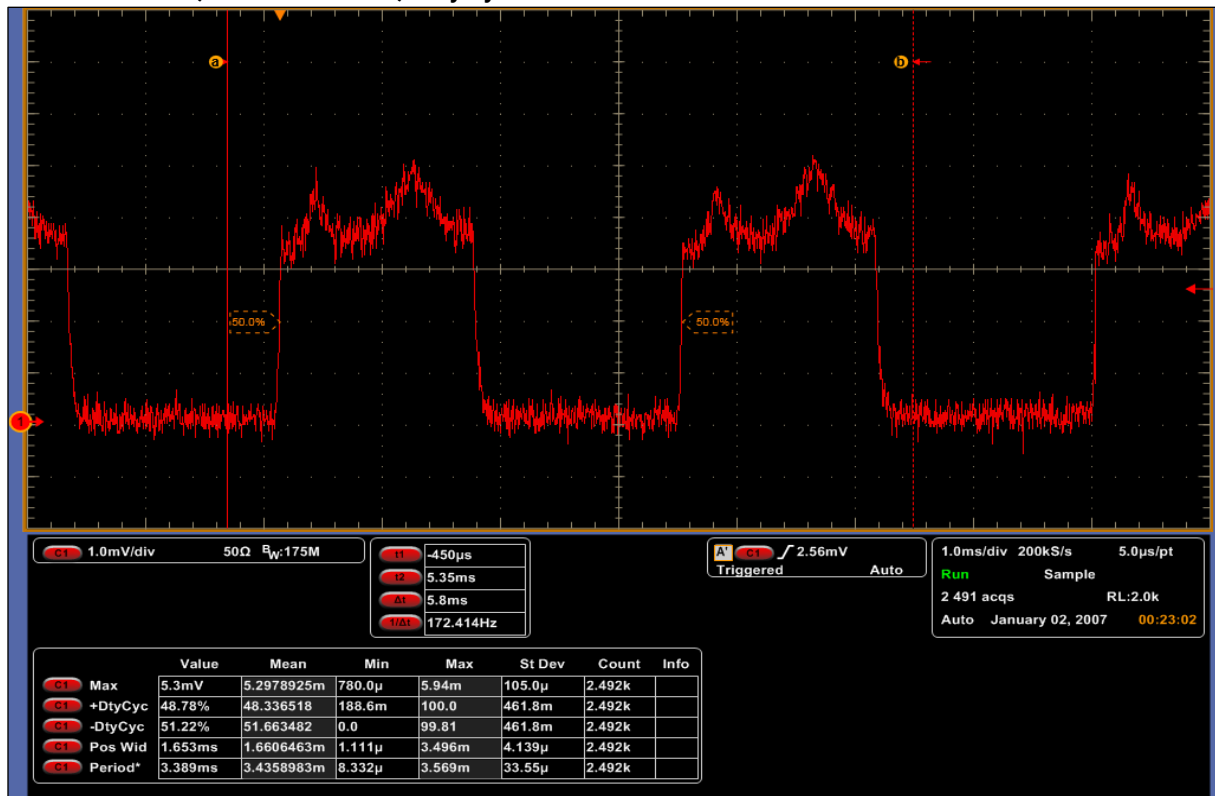 a b
50.0% 50.0%
1
C1 1.0mV/div 50Ω BW:175M
t1 -450µs
t2 5.35ms
Δt 5.8ms
1/Δt 172.414Hz
A' C1 2.56mV
Triggered Auto
1.0ms/div 200kS/s 5.0µs/pt
Run Sample
2 491 acqs RL:2.0k
Auto January 02, 2007 00:23:02
Value Mean Min Max St Dev Count Info
C1 Max 5.3mV 5.2978925m 780.0µ 5.94m 105.0µ 2.492k
C1 +DtyCyc 48.78% 48.336518 188.6m 100.0 461.8m 2.492k
C1 -DtyCyc 51.22% 51.663482 0.0 99.81 461.8m 2.492k
C1 Pos Wid 1.653ms 1.6606463m 1.111µ 3.496m 4.139µ 2.492k
C1 Period* 3.389ms 3.4358983m 8.332µ 3.569m 33.55µ 2.492k